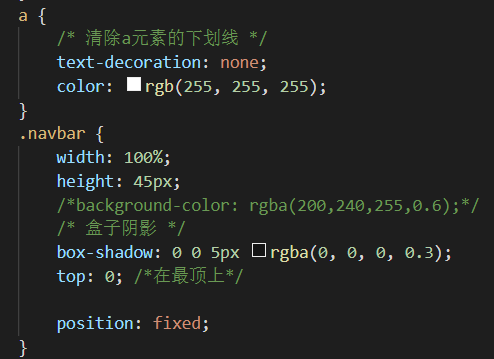 a {
    /* 清除a元素的下划线 */
    text-decoration: none;
    color: rgb(255, 255, 255);
}
.navbar {
    width: 100%;
    height: 45px;
    /*background-color: rgba(200,240,255,0.6);*/
    /* 盒子阴影 */
    box-shadow: 0 0 5px rgba(0, 0, 0, 0.3);
    top: 0; /*在最顶上*/

    position: fixed;
}